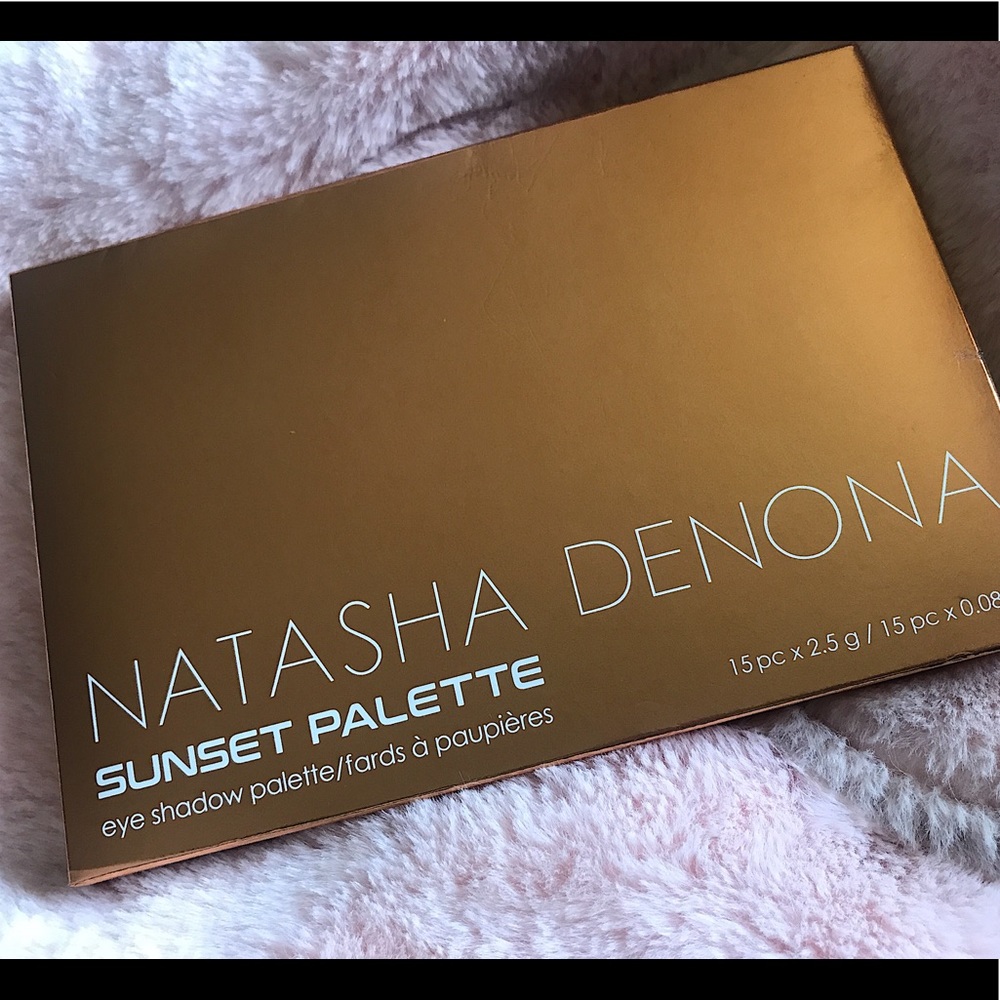 NATASHA DENONA
SUNSET PALETTE
eye shadow palette/fards à paupières
15 pc x 2.5 g / 15 pc x 0.08